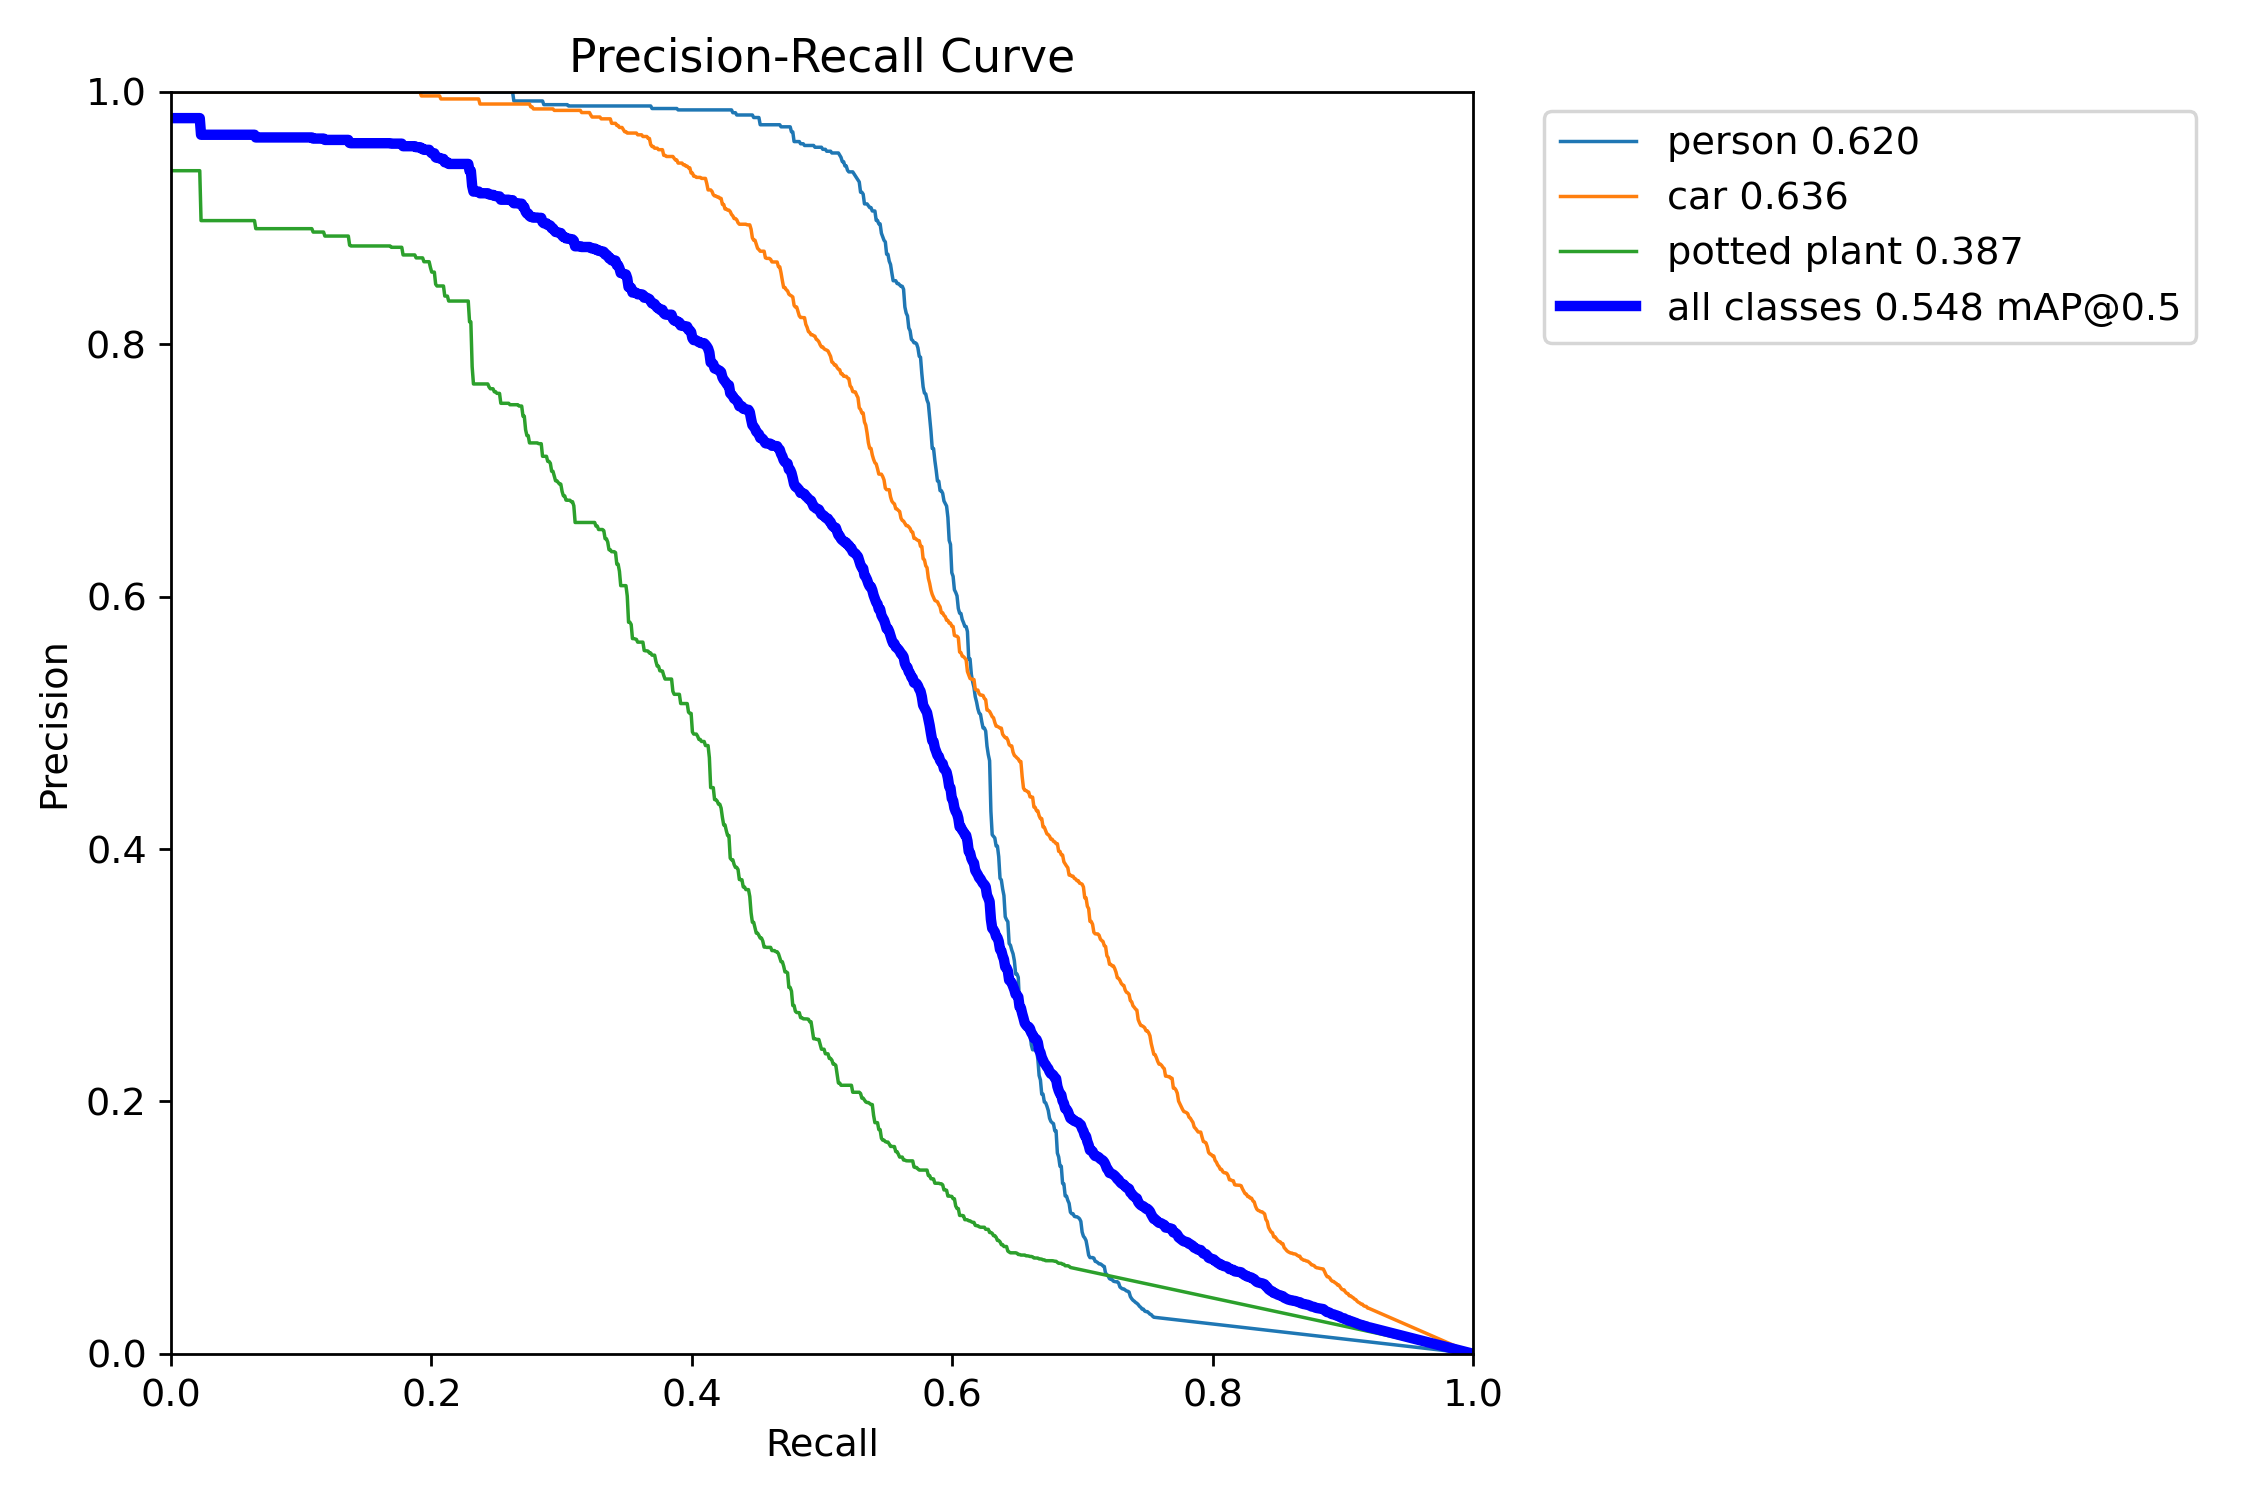 Precision-Recall Curve
1.0
0.8
0.6
0.4
0.2
0.0
Precision
0.0 0.2 0.4 0.6 0.8 1.0
Recall
person 0.620
car 0.636
potted plant 0.387
all classes 0.548 mAP@0.5